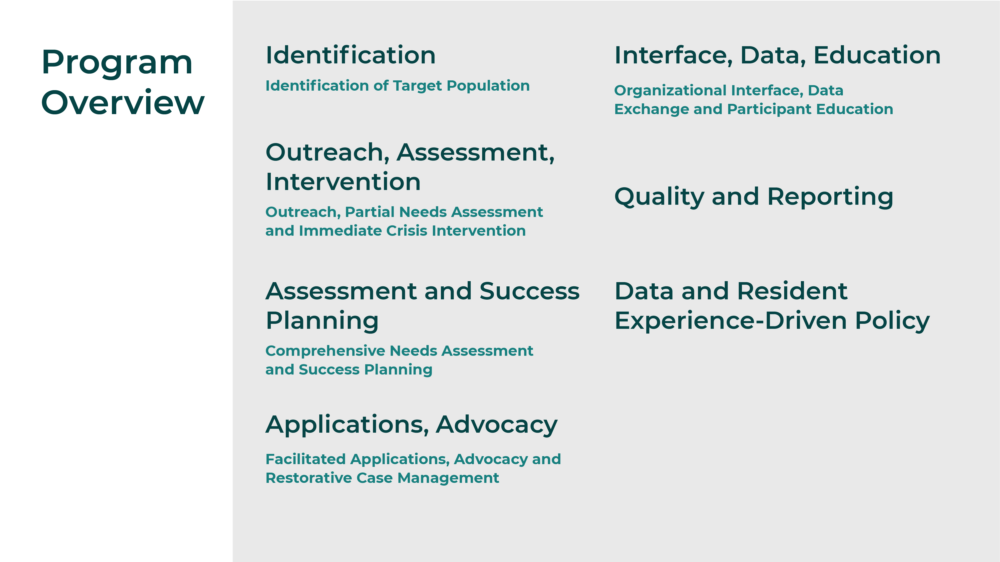 Program
Overview
Identification
Identification of Target Population
Outreach, Assessment,
Intervention
Outreach, Partial Needs Assessment
and Immediate Crisis Intervention
Assessment and Success
Planning
Comprehensive Needs Assessment
and Success Planning
Applications, Advocacy
Facilitated Applications, Advocacy and
Restorative Case Management
Interface, Data, Education
Organizational Interface, Data
Exchange and Participant Education
Quality and Reporting
Data and Resident
Experience-Driven Policy